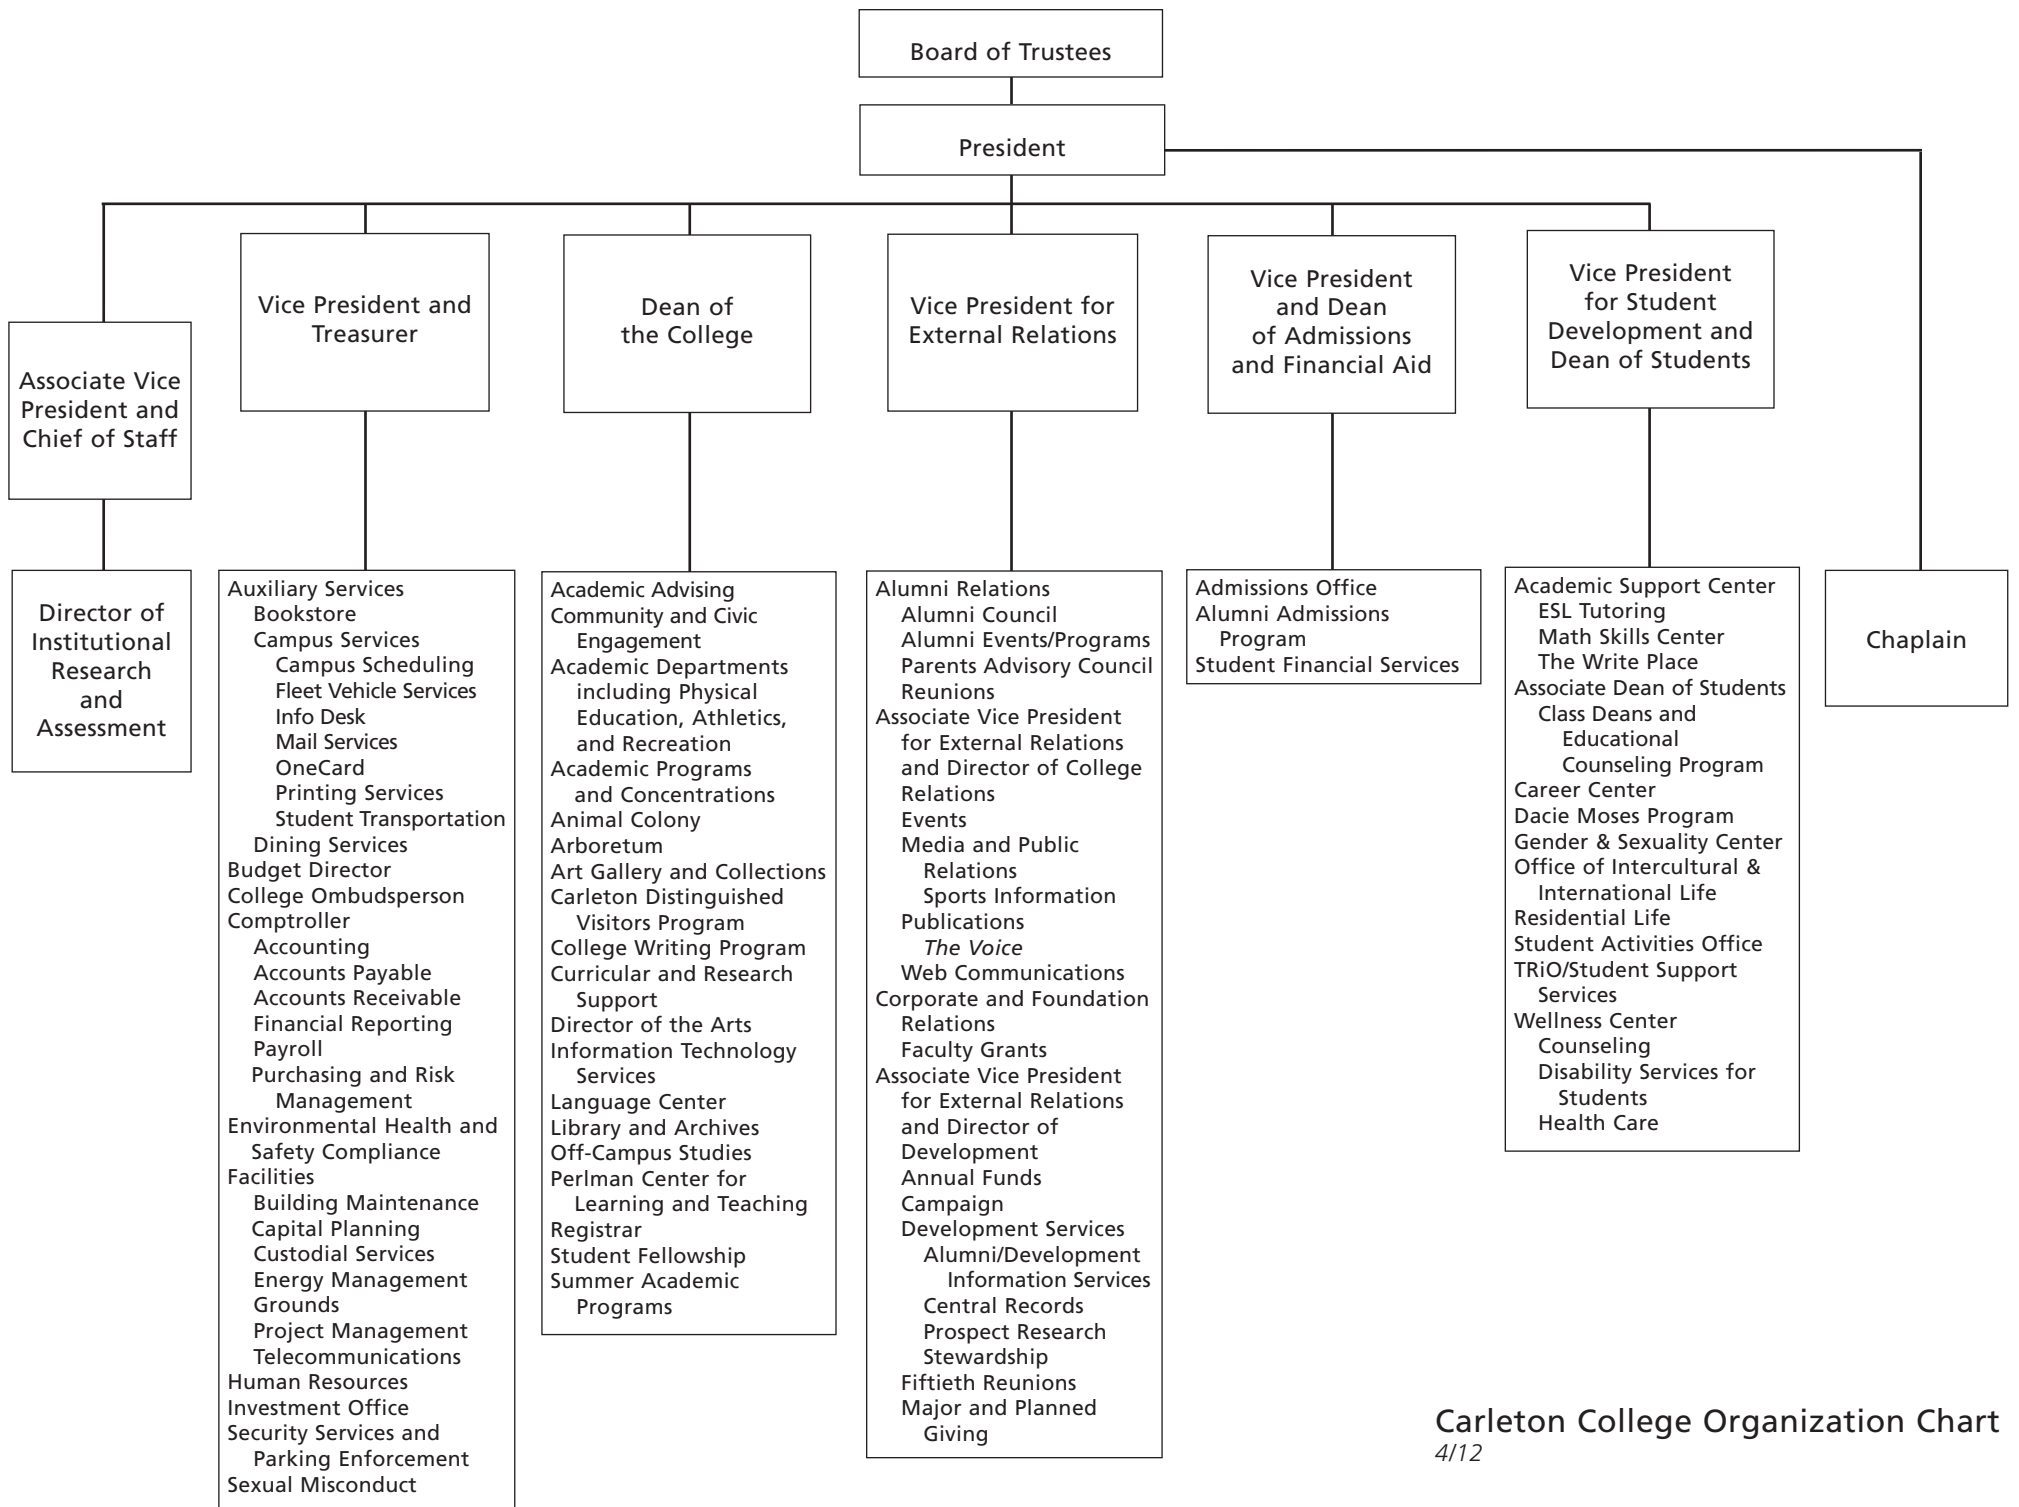 Board of Trustees
President
Associate Vice
President and
Chief of Staff
Vice President and
Treasurer
Dean of
the College
Vice President for
External Relations
Vice President
and Dean
of Admissions
and Financial Aid
Vice President
for Student
Development and
Dean of Students
Director of
Institutional
Research
and
Assessment
Auxiliary Services
Bookstore
Campus Services
Campus Scheduling
Fleet Vehicle Services
Info Desk
Mail Services
OneCard
Printing Services
Student Transportation
Dining Services
Budget Director
College Ombudsperson
Comptroller
Accounting
Accounts Payable
Accounts Receivable
Financial Reporting
Payroll
Purchasing and Risk
Management
Environmental Health and
Safety Compliance
Facilities
Building Maintenance
Capital Planning
Custodial Services
Energy Management
Grounds
Project Management
Telecommunications
Human Resources
Investment Office
Security Services and
Parking Enforcement
Sexual Misconduct
Academic Advising
Community and Civic
Engagement
Academic Departments
including Physical
Education, Athletics,
and Recreation
Academic Programs
and Concentrations
Animal Colony
Arboretum
Art Gallery and Collections
Carleton Distinguished
Visitors Program
College Writing Program
Curricular and Research
Support
Director of the Arts
Information Technology
Services
Language Center
Library and Archives
Off-Campus Studies
Perlman Center for
Learning and Teaching
Registrar
Student Fellowship
Summer Academic
Programs
Alumni Relations
Alumni Council
Alumni Events/Programs
Parents Advisory Council
Reunions
Associate Vice President
for External Relations
and Director of College
Relations
Events
Media and Public
Relations
Sports Information
Publications
The Voice
Web Communications
Corporate and Foundation
Relations
Faculty Grants
Associate Vice President
for External Relations
and Director of
Development
Annual Funds
Campaign
Development Services
Alumni/Development
Information Services
Central Records
Prospect Research
Stewardship
Fiftieth Reunions
Major and Planned
Giving
Admissions Office
Alumni Admissions
Program
Student Financial Services
Academic Support Center
ESL Tutoring
Math Skills Center
The Write Place
Associate Dean of Students
Class Deans and
Educational
Counseling Program
Career Center
Dacie Moses Program
Gender & Sexuality Center
Office of Intercultural &
International Life
Residential Life
Student Activities Office
TRiO/Student Support
Services
Wellness Center
Counseling
Disability Services for
Students
Health Care
Chaplain
Carleton College Organization Chart
4/12